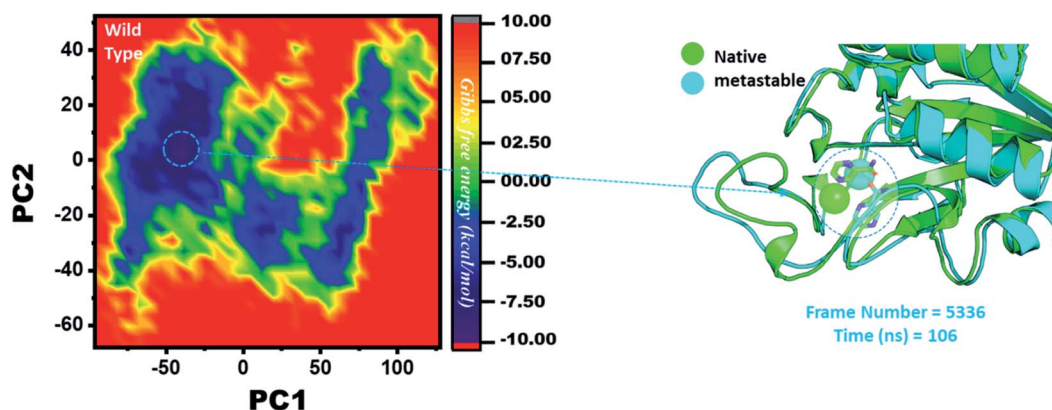 Wild
Type
PC2
40
20
0
-20
-40
-60
-50
0
50
100
PC1
10.00
07.50
05.00
02.50
00.00
-2.50
-5.00
-7.50
-10.00
Gibbs free energy (kcal/mol)
Native
metastable
Frame Number = 5336
Time (ns) = 106